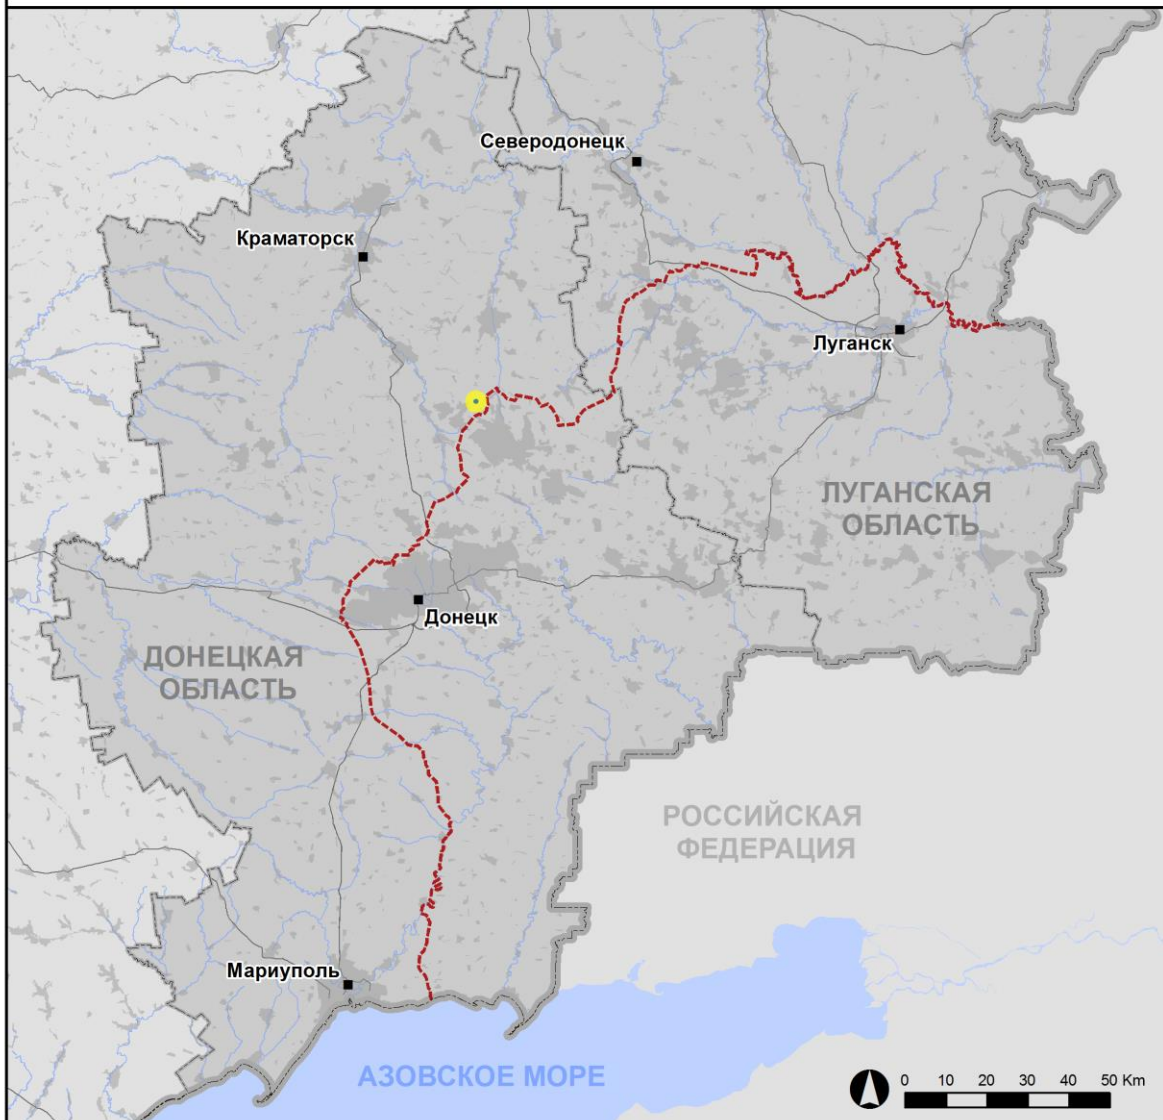 Северодонецк
Краматорск
Луганск
ЛУГАНСКАЯ
ОБЛАСТЬ
Донецк
ДОНЕЦКАЯ
ОБЛАСТЬ
РОССИЙСКАЯ
ФЕДЕРАЦИЯ
Мариуполь
АЗОВСКОЕ МОРЕ
0 10 20 30 40 50 Km